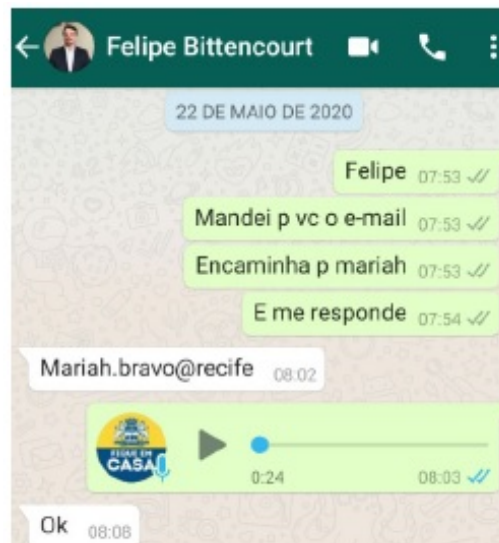 Felipe Bittencourt
22 DE MAIO DE 2020
Felipe 07:53
Mandei p vc o e-mail 07:53
Encaminha p mariah 07:53
E me responde 07:54
Mariah.bravo@recife 08:02
FIQUE EM
CASA
0:24 08:03
Ok 08:08